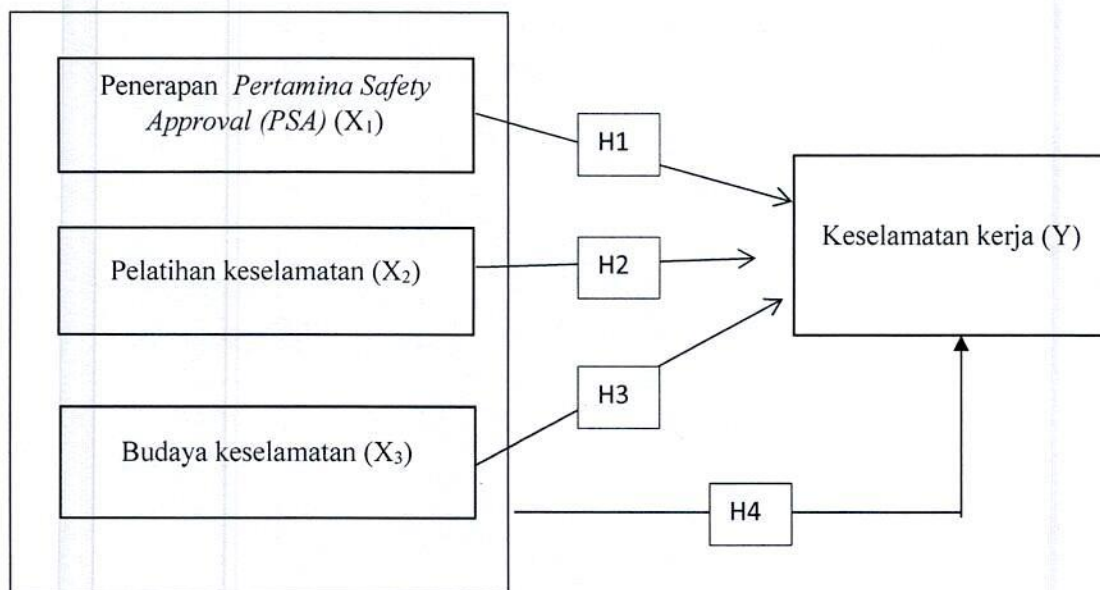 Penerapan Pertamina Safety
Approval (PSA) (X₁)
H1
Pelatihan keselamatan (X₂)
H2
Keselamatan kerja (Y)
Budaya keselamatan (X₃)
H3
H4